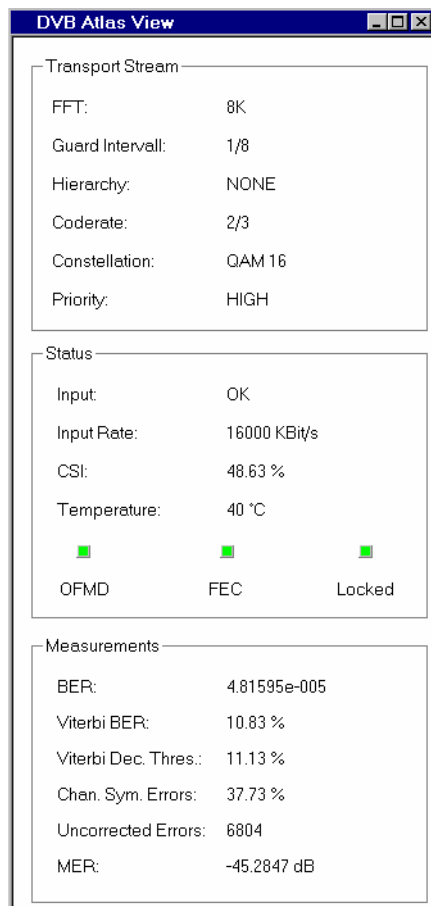 DVB Atlas View
Transport Stream
FFT: 8K
Guard Intervall: 1/8
Hierarchy: NONE
Coderate: 2/3
Constellation: QAM 16
Priority: HIGH
Status
Input: OK
Input Rate: 16000 KBit/s
CSI: 48.63 %
Temperature: 40 °C
OFMD FEC Locked
Measurements
BER: 4.81595e-005
Viterbi BER: 10.83 %
Viterbi Dec. Thres.: 11.13 %
Chan. Sym. Errors: 37.73 %
Uncorrected Errors: 6804
MER: -45.2847 dB